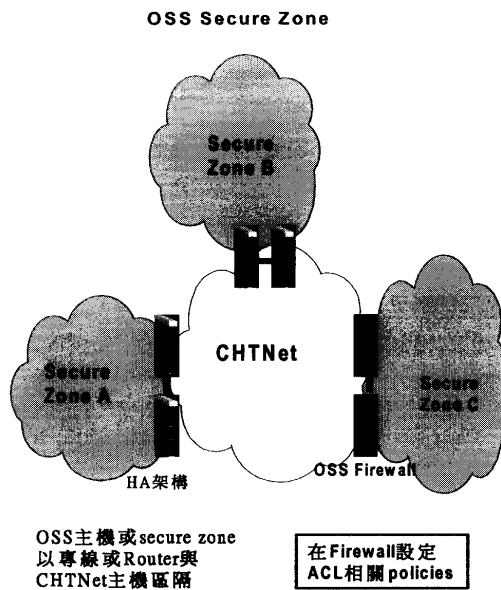 OSS Secure Zone
Secure
Zone B
CHTNet
Secure
Zone A
Secure
Zone C
OSS Firewall
HA架構
OSS主機或secure zone
以專線或Router與
CHTNet主機區隔
在Firewall設定
ACL相關policies